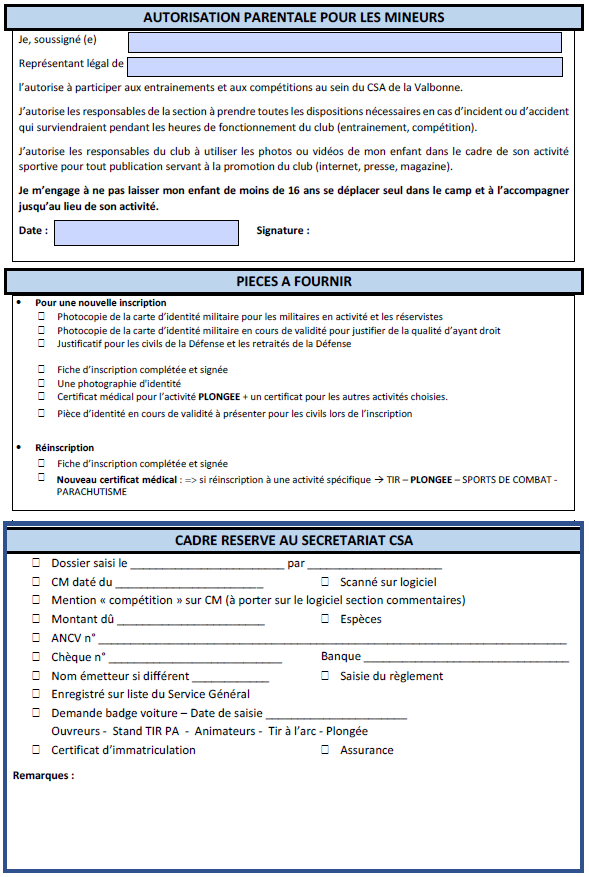 AUTORISATION PARENTALE POUR LES MINEURS
Je, soussigné (e)
Représentant légal de
l’autorise à participer aux entrainements et aux compétitions au sein du CSA de la Valbonne.
J’autorise les responsables de la section à prendre toutes les dispositions nécessaires en cas d’incident ou d’accident
qui surviendraient pendant les heures de fonctionnement du club (entrainement, compétition).
J’autorise les responsables du club à utiliser les photos ou vidéos de mon enfant dans le cadre de son activité
sportive pour tout publication servant à la promotion du club (internet, presse, magazine).
Je m’engage à ne pas laisser mon enfant de moins de 16 ans se déplacer seul dans le camp et à l’accompagner
jusqu’au lieu de son activité.
Date : Signature :
PIECES A FOURNIR
• Pour une nouvelle inscription
☐ Photocopie de la carte d’identité militaire pour les militaires en activité et les réservistes
☐ Photocopie de la carte d’identité militaire en cours de validité pour justifier de la qualité d’ayant droit
☐ Justificatif pour les civils de la Défense et les retraités de la Défense
☐ Fiche d’inscription complétée et signée
☐ Une photographie d'identité
☐ Certificat médical pour l’activité PLONGEE + un certificat pour les autres activités choisies.
☐ Pièce d’identité en cours de validité à présenter pour les civils lors de l’inscription
• Réinscription
☐ Fiche d’inscription complétée et signée
☐ Nouveau certificat médical : => si réinscription à une activité spécifique → TIR – PLONGEE – SPORTS DE COMBAT -
PARACHUTISME
CADRE RESERVE AU SECRETARIAT CSA
☐ Dossier saisi le ________________________ par _____________________
☐ CM daté du _______________________ ☐ Scanné sur logiciel
☐ Mention « compétition » sur CM (à porter sur le logiciel section commentaires)
☐ Montant dû _______________________ ☐ Espèces
☐ ANCV n° _________________________________________________________________________
☐ Chèque n° ___________________________ Banque ________________________________
☐ Nom émetteur si différent ____________ ☐ Saisie du règlement
☐ Enregistré sur liste du Service Général
☐ Demande badge voiture – Date de saisie ______________________
Ouvreurs - Stand TIR PA - Animateurs - Tir à l’arc - Plongée
☐ Certificat d’immatriculation ☐ Assurance
Remarques :